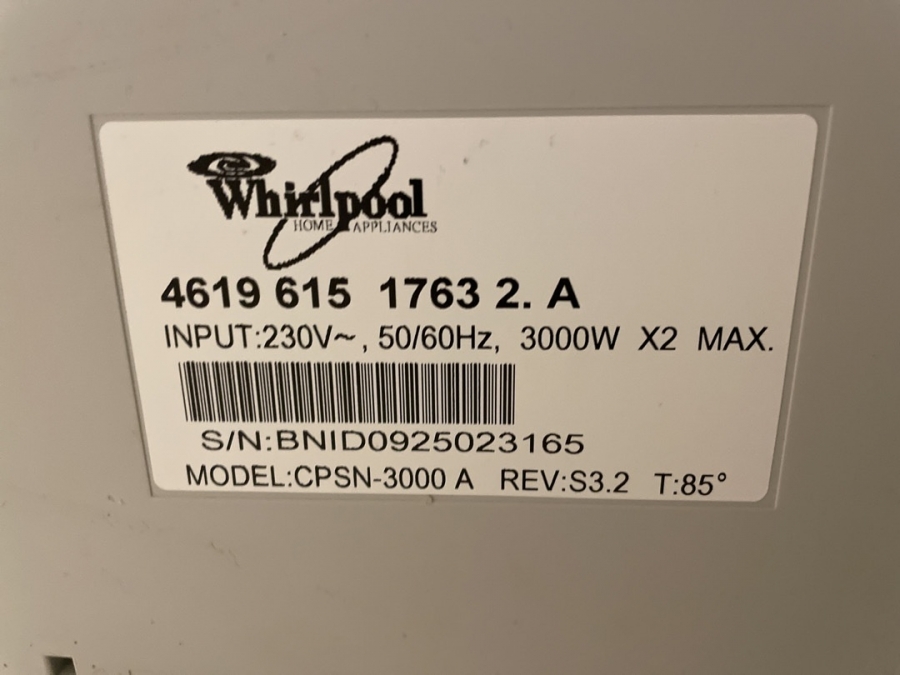 Whirlpool
HOME APPLIANCES
4619 615 1763 2. A
INPUT:230V~, 50/60Hz, 3000W X2 MAX.
S/N:BNID0925023165
MODEL:CPSN-3000 A REV:S3.2 T:85°